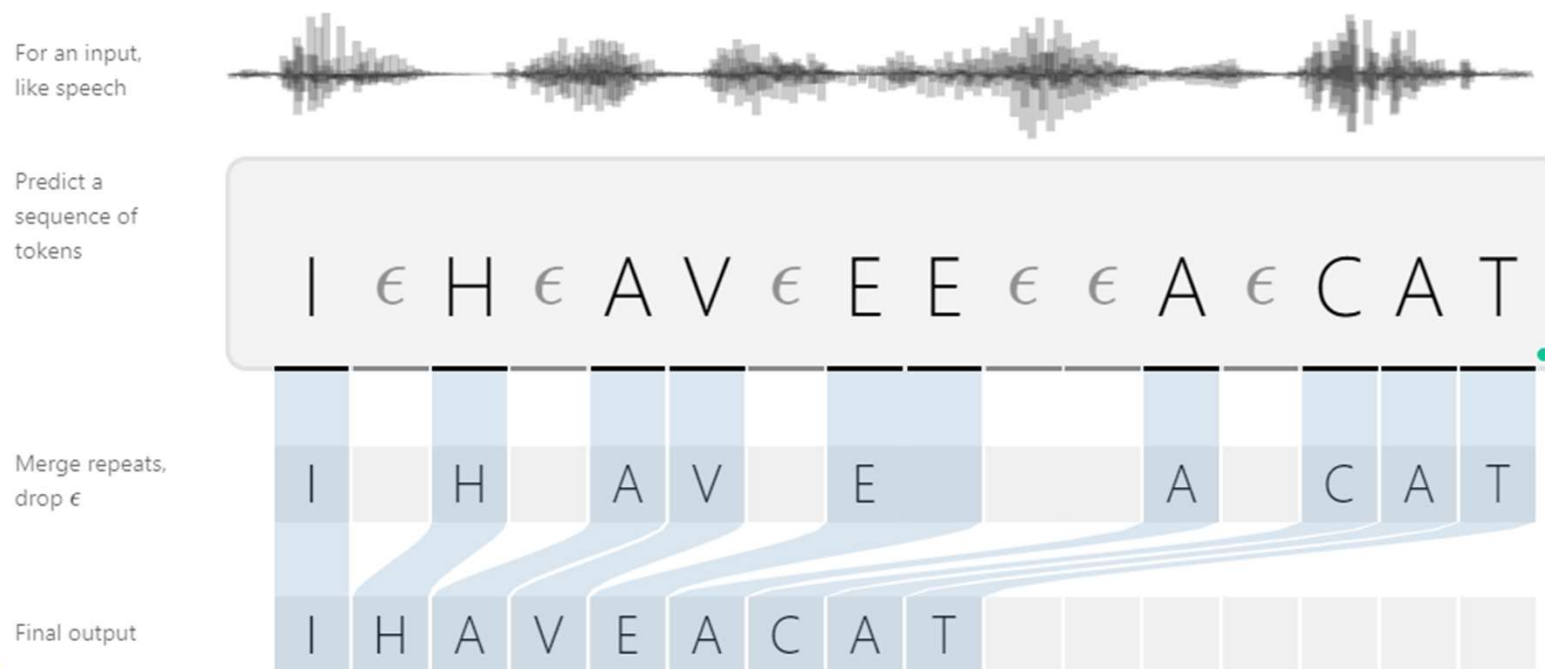 For an input,
like speech
Predict a
sequence of
tokens
I ϵ H ϵ A V ϵ E E ϵ ϵ A ϵ C A T
Merge repeats,
drop ϵ
I H A V E A C A T
Final output
I H A V E A C A T